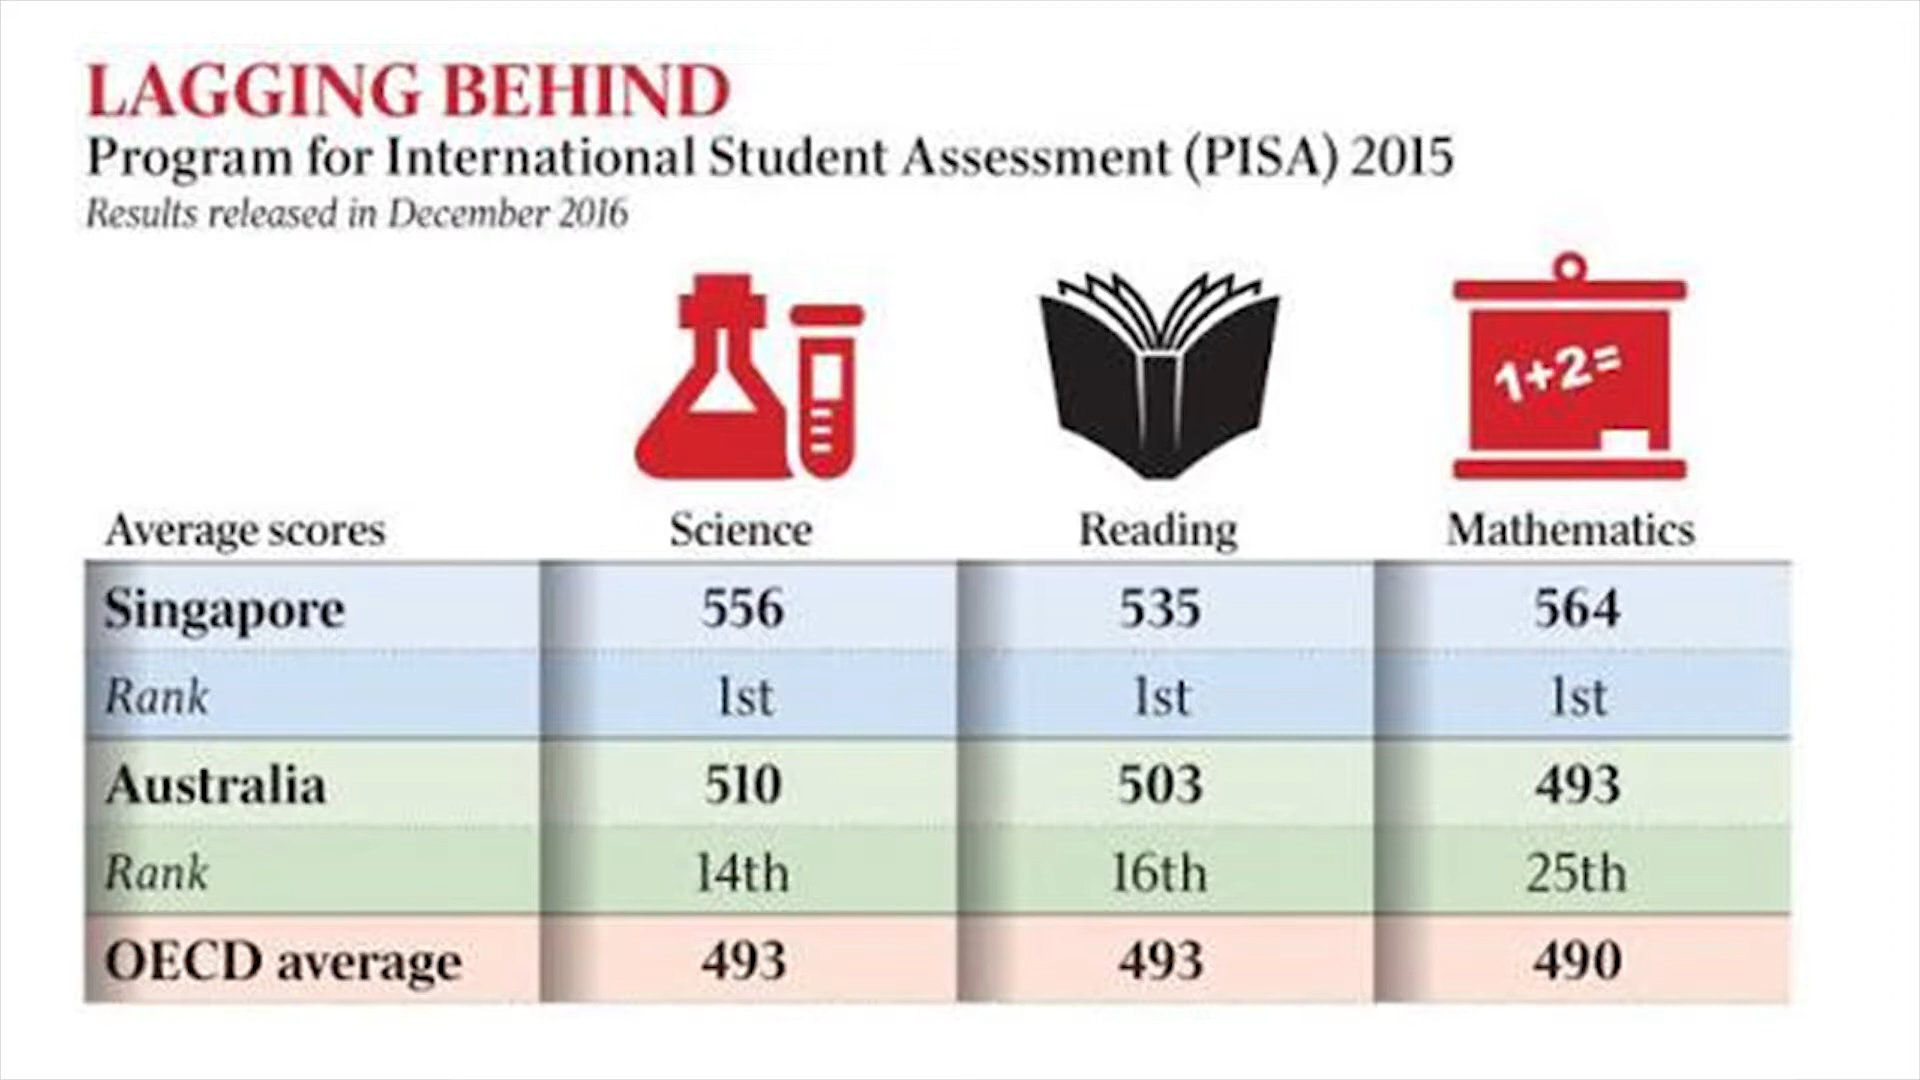 LAGGING BEHIND
Program for International Student Assessment (PISA) 2015
Results released in December 2016
1+2=
Average scores Science Reading Mathematics
Singapore 556 535 564
Rank 1st 1st 1st
Australia 510 503 493
Rank 14th 16th 25th
OECD average 493 493 490